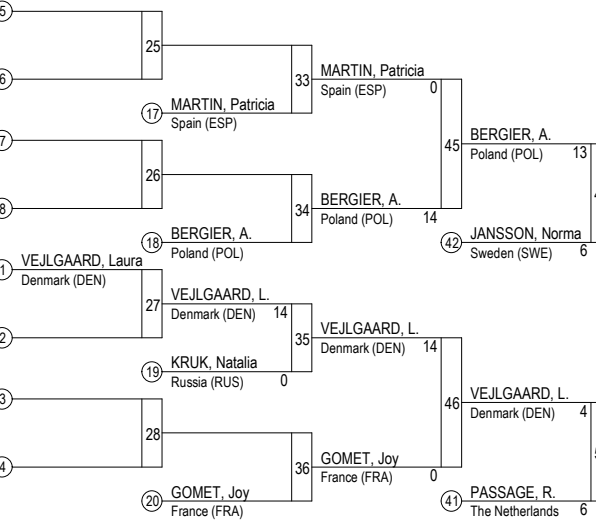 5
25
6
33
MARTIN, Patricia
Spain (ESP)
0
17
MARTIN, Patricia
Spain (ESP)
7
45
BERGIER, A.
Poland (POL)
13
26
8
34
BERGIER, A.
Poland (POL)
14
18
BERGIER, A.
Poland (POL)
42
JANSSON, Norma
Sweden (SWE)
6
1
VEJLGAARD, Laura
Denmark (DEN)
27
VEJLGAARD, L.
Denmark (DEN)
14
2
35
VEJLGAARD, L.
Denmark (DEN)
14
19
KRUK, Natalia
Russia (RUS)
0
3
46
VEJLGAARD, L.
Denmark (DEN)
4
28
4
36
GOMET, Joy
France (FRA)
0
20
GOMET, Joy
France (FRA)
41
PASSAGE, R.
The Netherlands
6